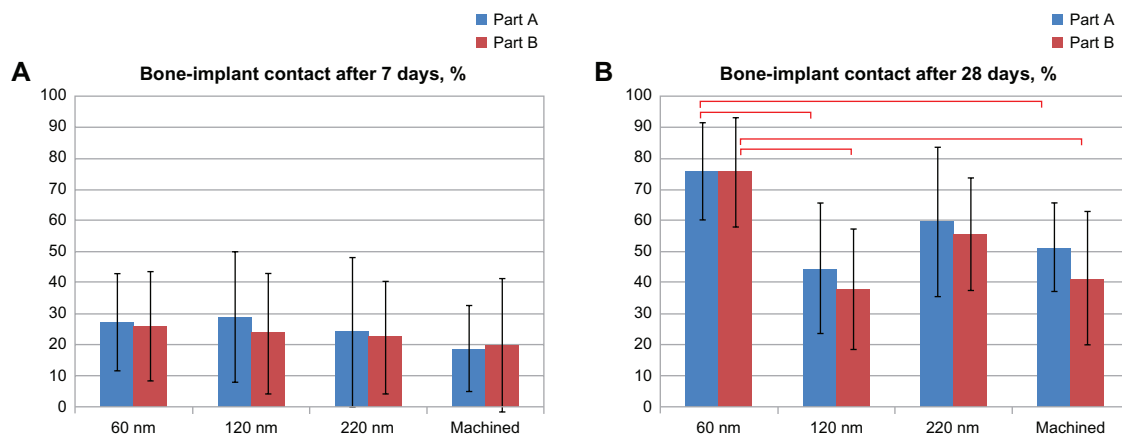 Part A
Part B
A
Bone-implant contact after 7 days, %
100
90
80
70
60
50
40
30
20
10
0
60 nm 120 nm 220 nm Machined
Part A
Part B
B
Bone-implant contact after 28 days, %
100
90
80
70
60
50
40
30
20
10
0
60 nm 120 nm 220 nm Machined